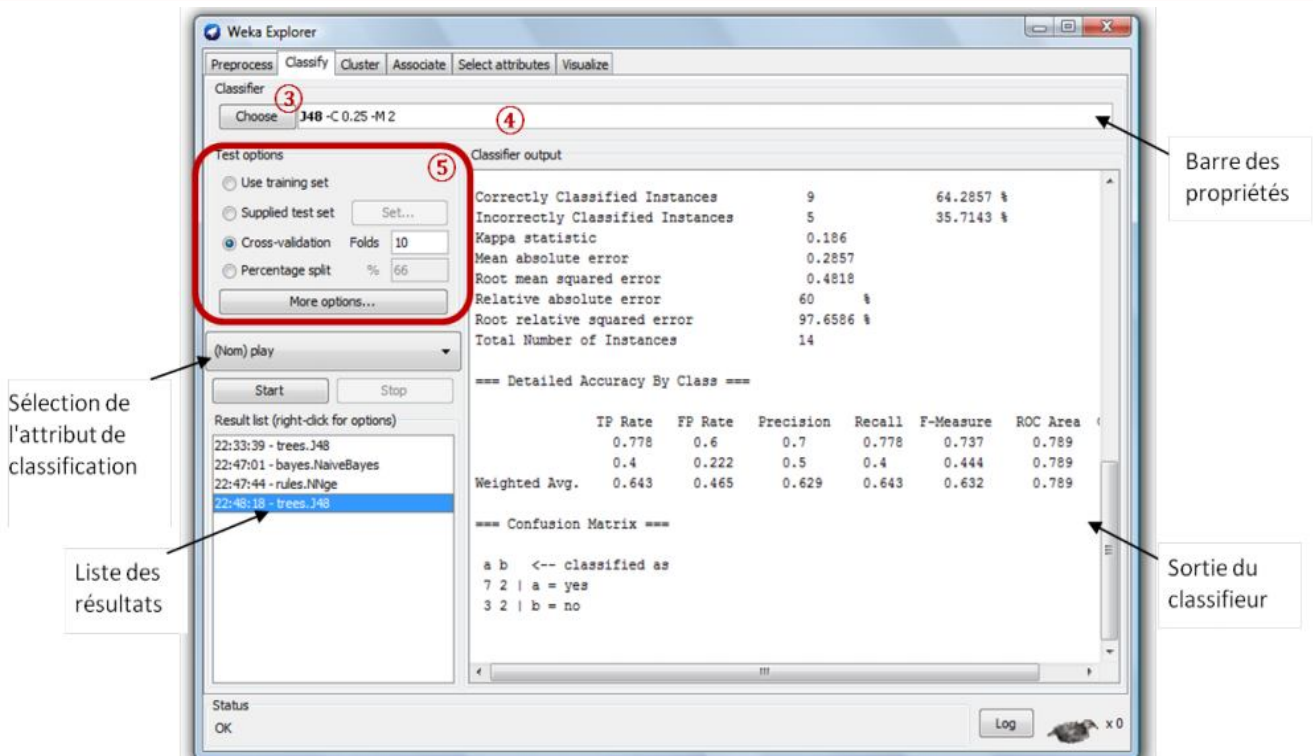 Weka Explorer
Preprocess Classify Cluster Associate Select attributes Visualize
Classifier
③
Choose J48 -C 0.25 -M 2
④
Test options
⑤
Use training set
Supplied test set Set...
Cross-validation Folds 10
Percentage split % 66
More options...
(Nom) play
Start Stop
Result list (right-click for options)
22:33:39 - trees.J48
22:47:01 - bayes.NaiveBayes
22:47:44 - rules.NNge
22:48:18 - trees.J48
Classifier output
Correctly Classified Instances 9 64.2857 %
Incorrectly Classified Instances 5 35.7143 %
Kappa statistic 0.186
Mean absolute error 0.2857
Root mean squared error 0.4818
Relative absolute error 60 %
Root relative squared error 97.6586 %
Total Number of Instances 14
=== Detailed Accuracy By Class ===
TP Rate FP Rate Precision Recall F-Measure ROC Area
0.778 0.6 0.7 0.778 0.737 0.789
0.4 0.222 0.5 0.4 0.444 0.789
Weighted Avg. 0.643 0.465 0.629 0.643 0.632 0.789
=== Confusion Matrix ===
a b <-- classified as
7 2 | a = yes
3 2 | b = no
Status
OK
Log
x 0
Barre des
propriétés
Sélection de
l'attribut de
classification
Liste des
résultats
Sortie du
classifieur